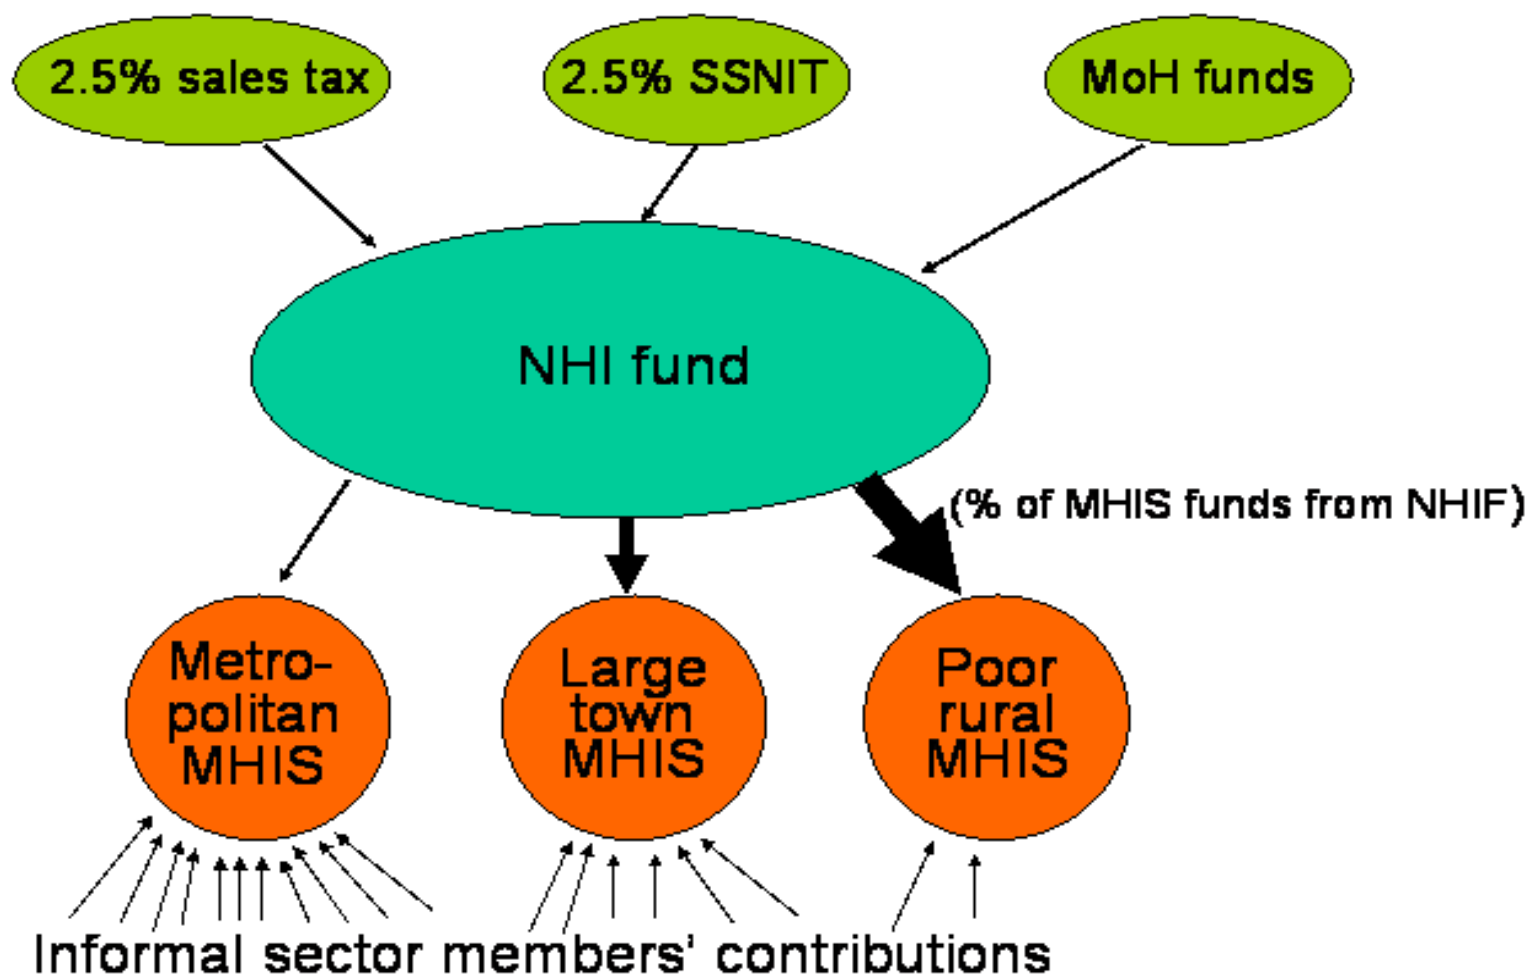 2.5% sales tax
2.5% SSNIT
MoH funds
NHI fund
(% of MHIS funds from NHIF)
Metro-
politan
MHIS
Large
town
MHIS
Poor
rural
MHIS
Informal sector members' contributions